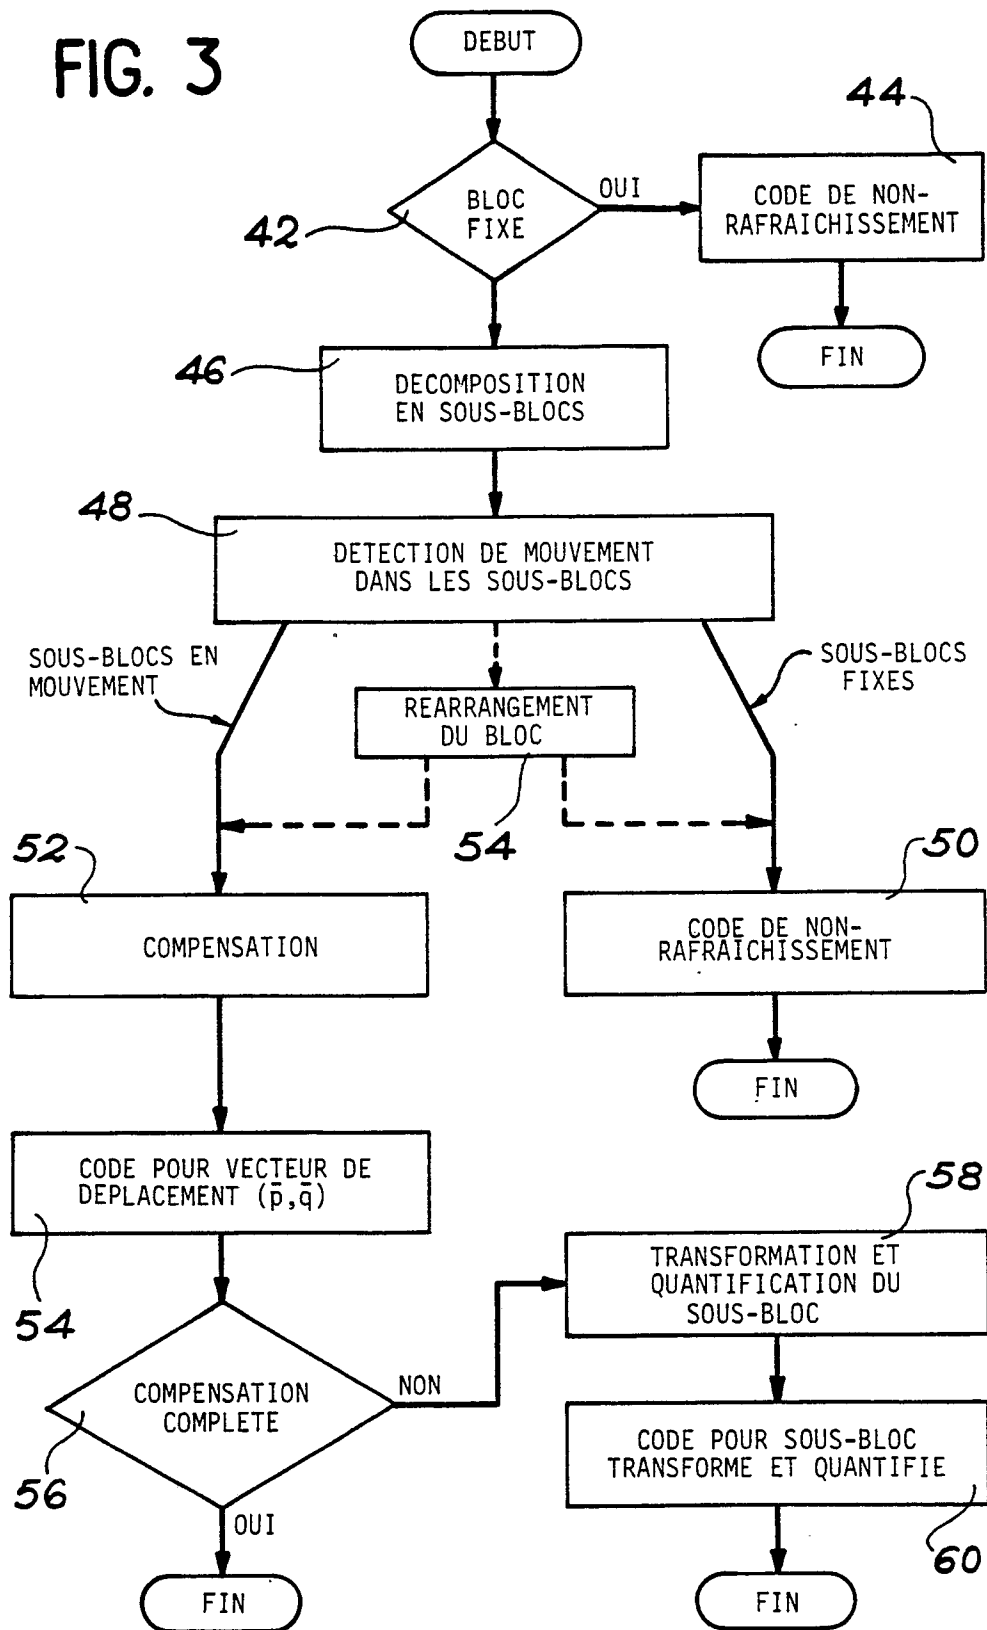 FIG. 3
DEBUT
44
BLOC
FIXE
OUI
CODE DE NON-
RAFRAICHISSEMENT
42
FIN
46
DECOMPOSITION
EN SOUS-BLOCS
48
DETECTION DE MOUVEMENT
DANS LES SOUS-BLOCS
SOUS-BLOCS EN
MOUVEMENT
SOUS-BLOCS
FIXES
REARRANGEMENT
DU BLOC
54
52
50
COMPENSATION
CODE DE NON-
RAFRAICHISSEMENT
FIN
CODE POUR VECTEUR DE
DEPLACEMENT (p̄,q̄)
54
58
TRANSFORMATION ET
QUANTIFICATION DU
SOUS-BLOC
COMPENSATION
COMPLETE
NON
56
OUI
CODE POUR SOUS-BLOC
TRANSFORME ET QUANTIFIE
60
FIN
FIN